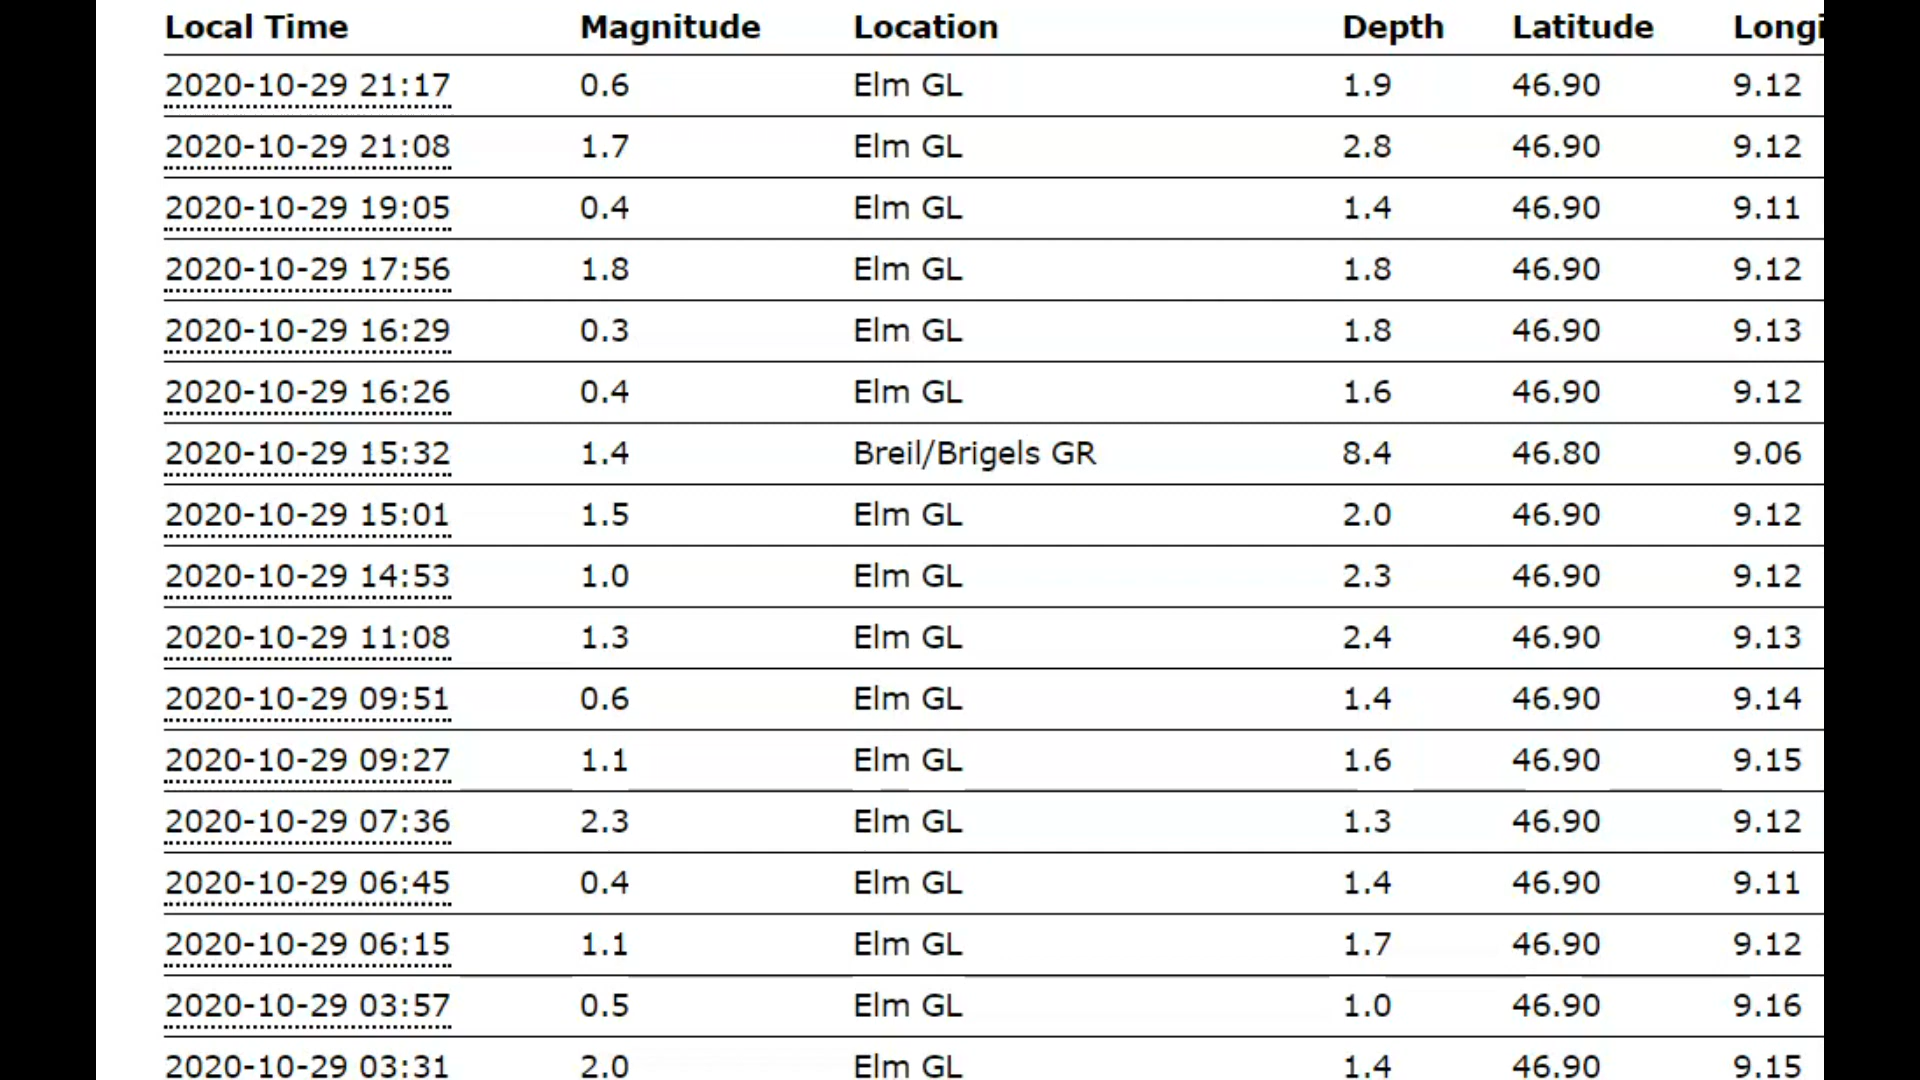 Local Time Magnitude Location Depth Latitude Longi
2020-10-29 21:17 0.6 Elm GL 1.9 46.90 9.12
2020-10-29 21:08 1.7 Elm GL 2.8 46.90 9.12
2020-10-29 19:05 0.4 Elm GL 1.4 46.90 9.11
2020-10-29 17:56 1.8 Elm GL 1.8 46.90 9.12
2020-10-29 16:29 0.3 Elm GL 1.8 46.90 9.13
2020-10-29 16:26 0.4 Elm GL 1.6 46.90 9.12
2020-10-29 15:32 1.4 Breil/Brigels GR 8.4 46.80 9.06
2020-10-29 15:01 1.5 Elm GL 2.0 46.90 9.12
2020-10-29 14:53 1.0 Elm GL 2.3 46.90 9.12
2020-10-29 11:08 1.3 Elm GL 2.4 46.90 9.13
2020-10-29 09:51 0.6 Elm GL 1.4 46.90 9.14
2020-10-29 09:27 1.1 Elm GL 1.6 46.90 9.15
2020-10-29 07:36 2.3 Elm GL 1.3 46.90 9.12
2020-10-29 06:45 0.4 Elm GL 1.4 46.90 9.11
2020-10-29 06:15 1.1 Elm GL 1.7 46.90 9.12
2020-10-29 03:57 0.5 Elm GL 1.0 46.90 9.16
2020-10-29 03:31 2.0 Elm GL 1.4 46.90 9.15